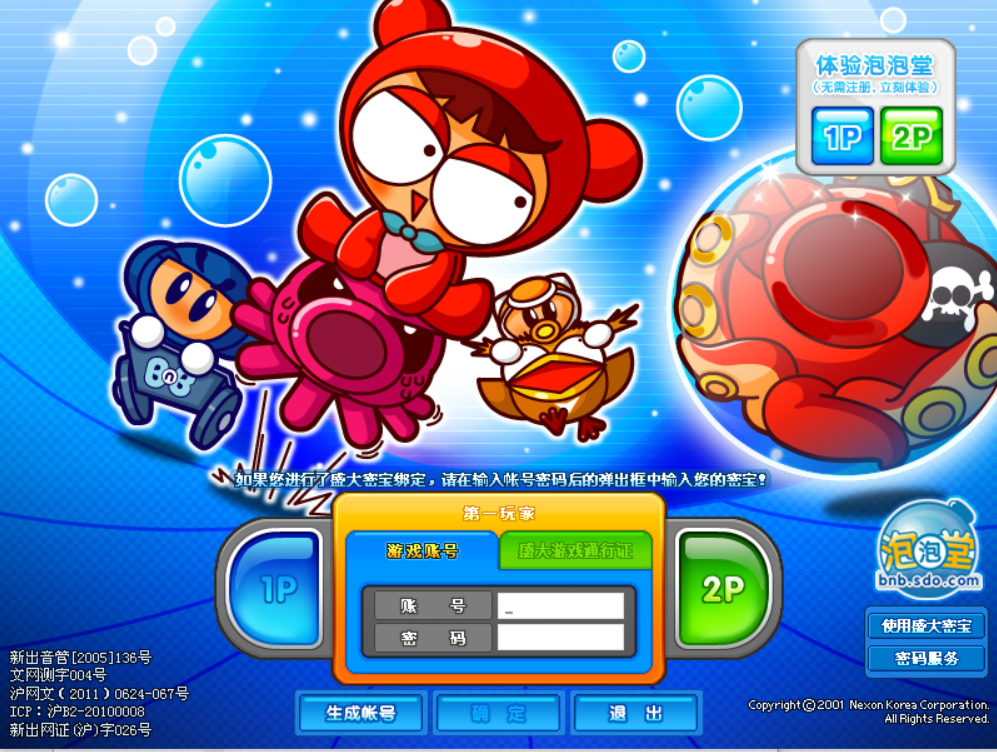 体验泡泡堂
(无需注册,立刻体验)
1P 2P
BnB
如果您进行了盛大密宝绑定，请在输入帐号密码后的弹出框中输入您的密宝！
第一玩家
游戏账号 盛大游戏通行证
1P
账 号 _
密 码
2P
泡泡堂
bnb.sdo.com
使用盛大密宝
密码服务
新出音管[2005]136号
文网测字004号
沪网文（2011）0624-067号
ICP：沪B2-20100008
新出网证(沪)字026号
生成帐号 确 定 退 出
Copyright©2001 Nexon Korea Corporation.
All Rights Reserved.